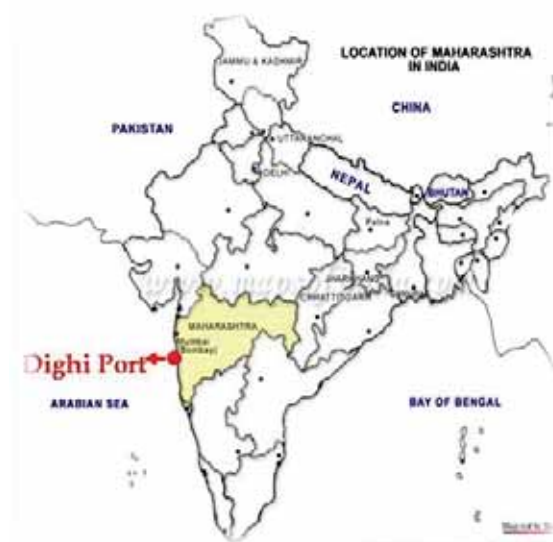 LOCATION OF MAHARASHTRA
IN INDIA
JAMMU & KASHMIR
CHINA
PAKISTAN
UTTARANCHAL
DELHI
NEPAL
BHUTAN
Patna
JHARKHAND
CHHATTISGARH
MAHARASHTRA
Mumbai
(Bombay)
Dighi Port
ARABIAN SEA
BAY OF BENGAL